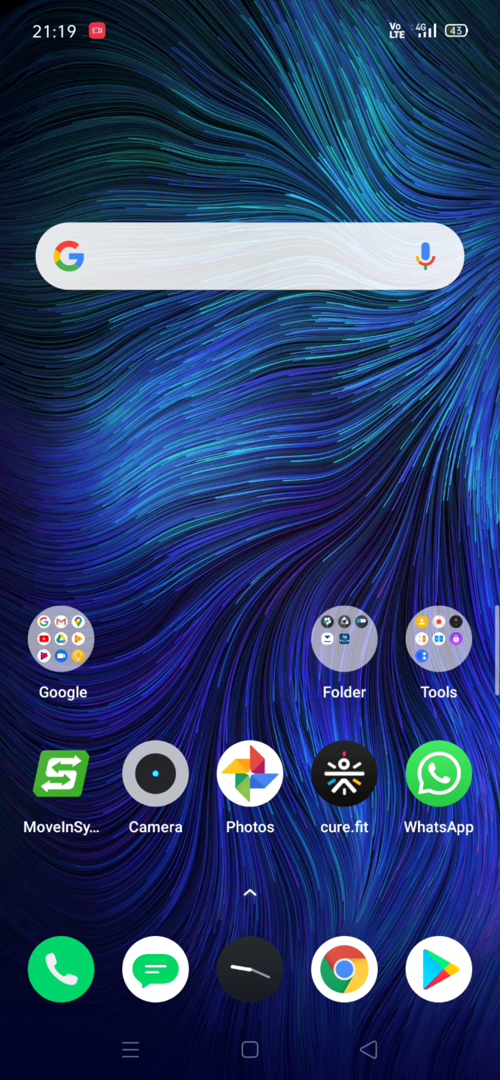 21:19
Vo LTE 4G 43
Google
Folder
Tools
MoveInSy...
Camera
Photos
cure.fit
WhatsApp